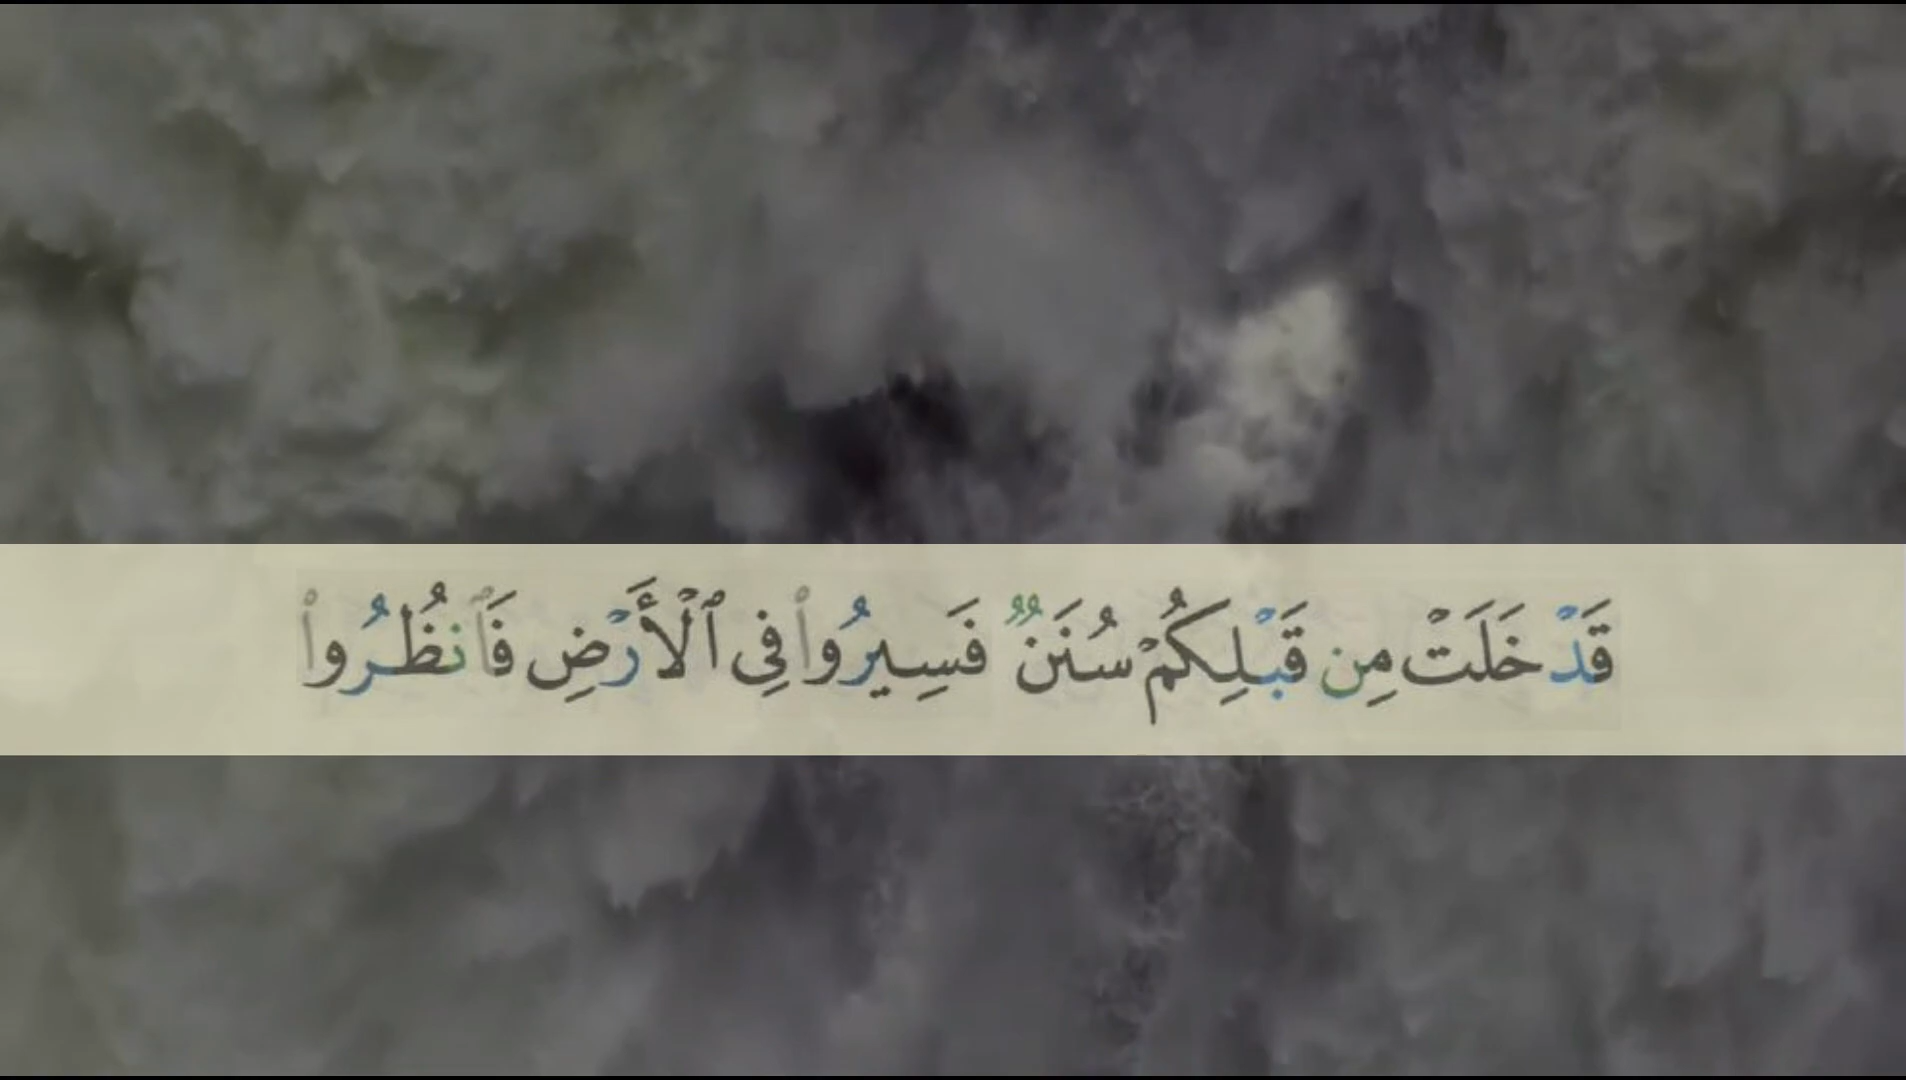 قَدْ خَلَتْ مِن قَبْلِكُمْ سُنَنٌ فَسِيرُوا۟ فِى ٱلْأَرْضِ فَٱنظُرُوا۟